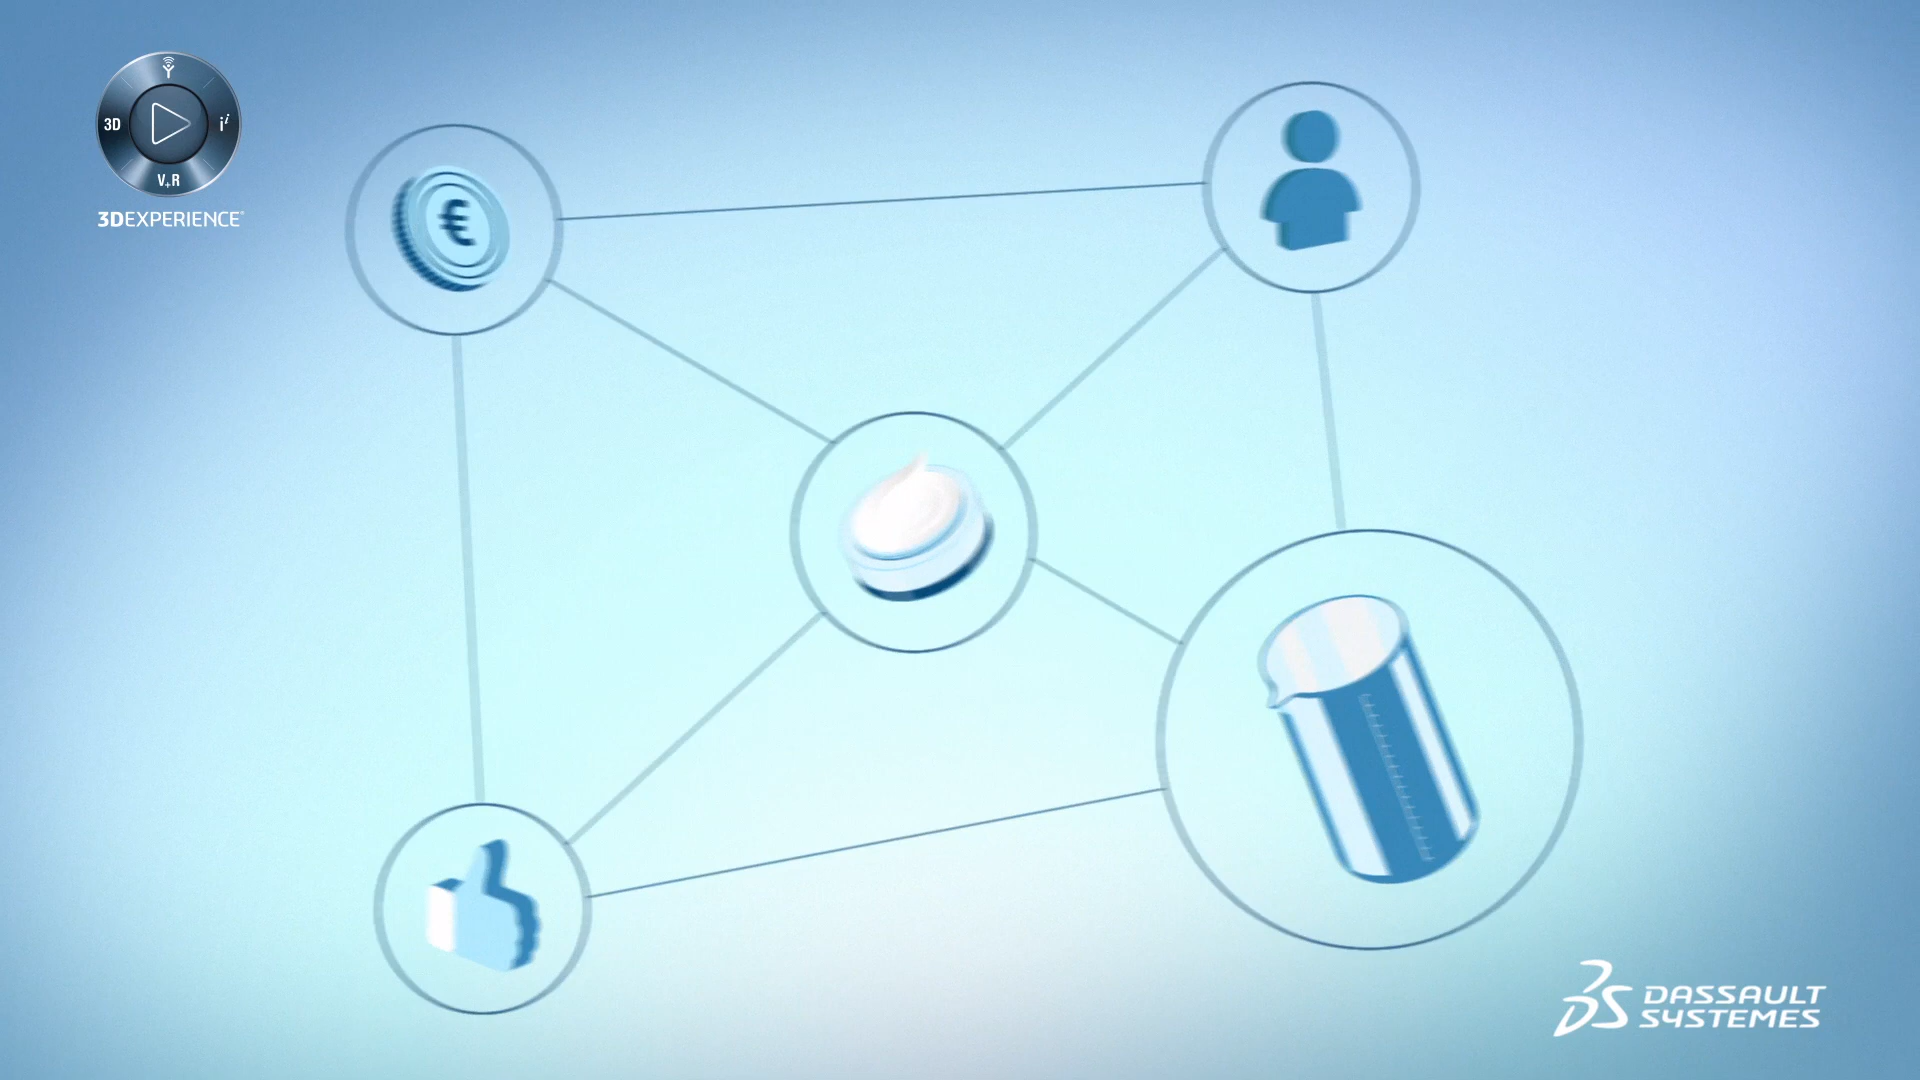 3D
i
V+R
3DEXPERIENCE
€
DASSAULT
SYSTEMES